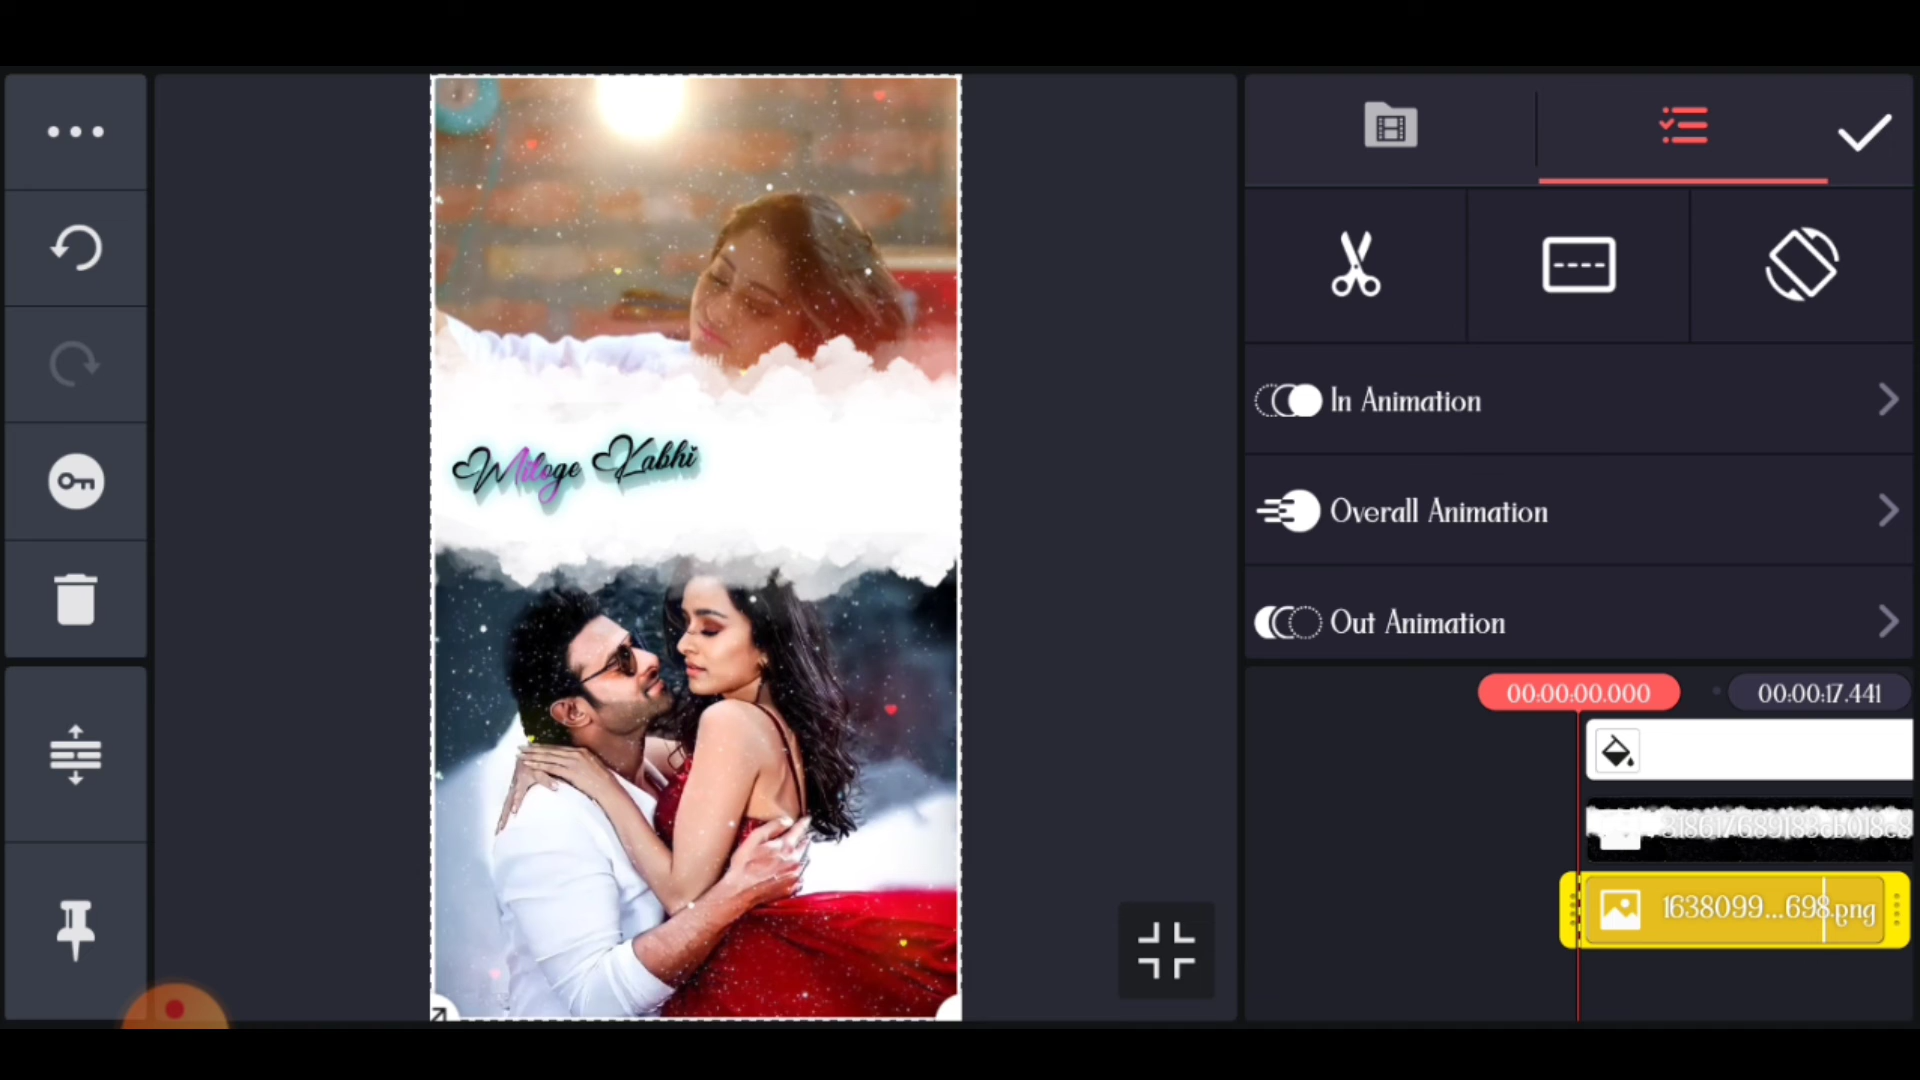 In Animation
Miloge Kabhi
Overall Animation
Out Animation
00:00:00.000
00:00:17.441
1638099...698.png